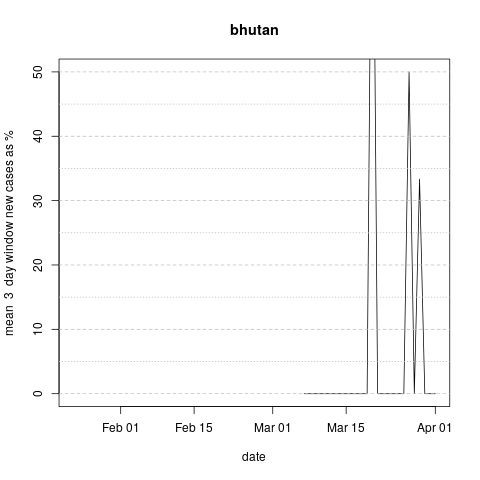 bhutan
mean  3  day window new cases as %
50
40
30
20
10
0
Feb 01
Feb 15
Mar 01
Mar 15
Apr 01
date